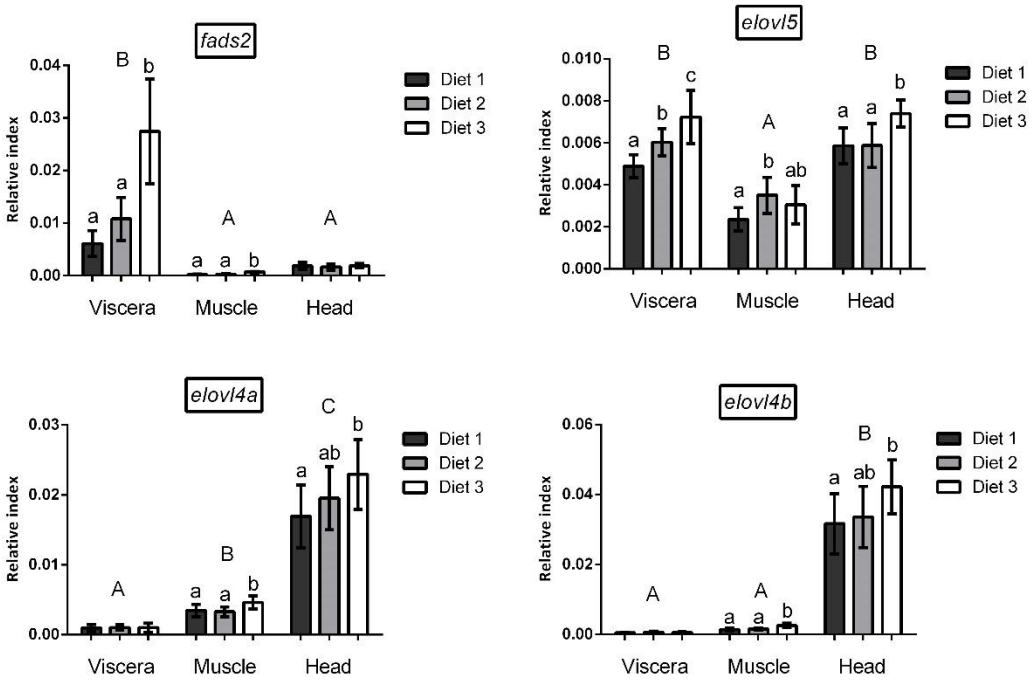 fads2
Relative index
0.04
0.03
0.02
0.01
0.00
B
b
a
a
A
a
a
b
A
Viscera
Muscle
Head
Diet 1
Diet 2
Diet 3
elovl5
Relative index
0.010
0.008
0.006
0.004
0.002
0.000
B
c
b
a
A
a
b
ab
B
a
a
b
Viscera
Muscle
Head
Diet 1
Diet 2
Diet 3
elovl4a
Relative index
0.03
0.02
0.01
0.00
A
B
a
a
b
C
a
ab
b
Viscera
Muscle
Head
Diet 1
Diet 2
Diet 3
elovl4b
Relative index
0.06
0.04
0.02
0.00
A
A
a
a
b
B
a
ab
b
Viscera
Muscle
Head
Diet 1
Diet 2
Diet 3